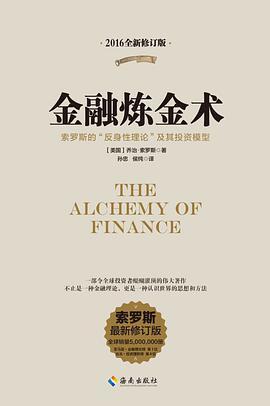 ·2016全新修订版·
金融炼金术
索罗斯的“反身性理论”及其投资模型
[美国] 乔治·索罗斯 著
孙忠 侯纯 译
THE
ALCHEMY OF
FINANCE
一部令全球投资者醍醐灌顶的伟大著作
不止是一种金融理论，更是一种认识世界的思想和方法
索罗斯
最新修订版
全球销量5,000,000册
海南出版社